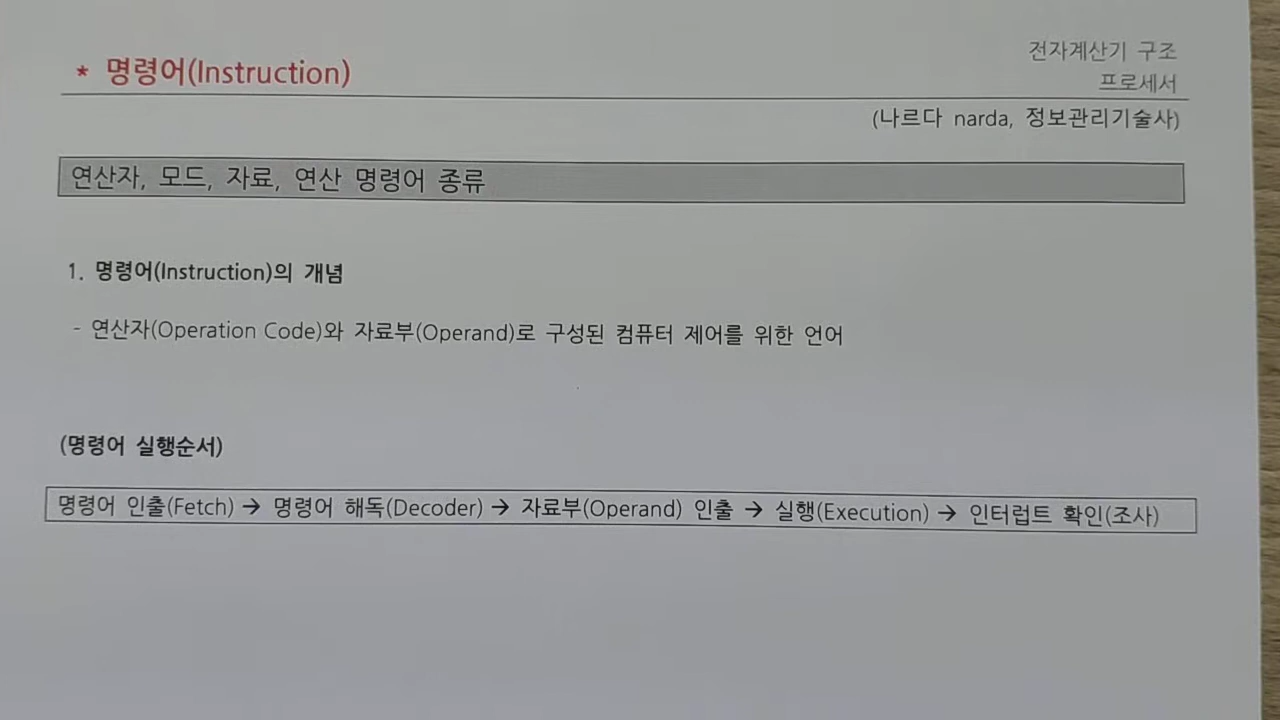 * 명령어(Instruction)
전자계산기 구조
프로세서
(나르다 narda, 정보관리기술사)
연산자, 모드, 자료, 연산 명령어 종류
1. 명령어(Instruction)의 개념
- 연산자(Operation Code)와 자료부(Operand)로 구성된 컴퓨터 제어를 위한 언어
(명령어 실행순서)
명령어 인출(Fetch) → 명령어 해독(Decoder) → 자료부(Operand) 인출 → 실행(Execution) → 인터럽트 확인(조사)